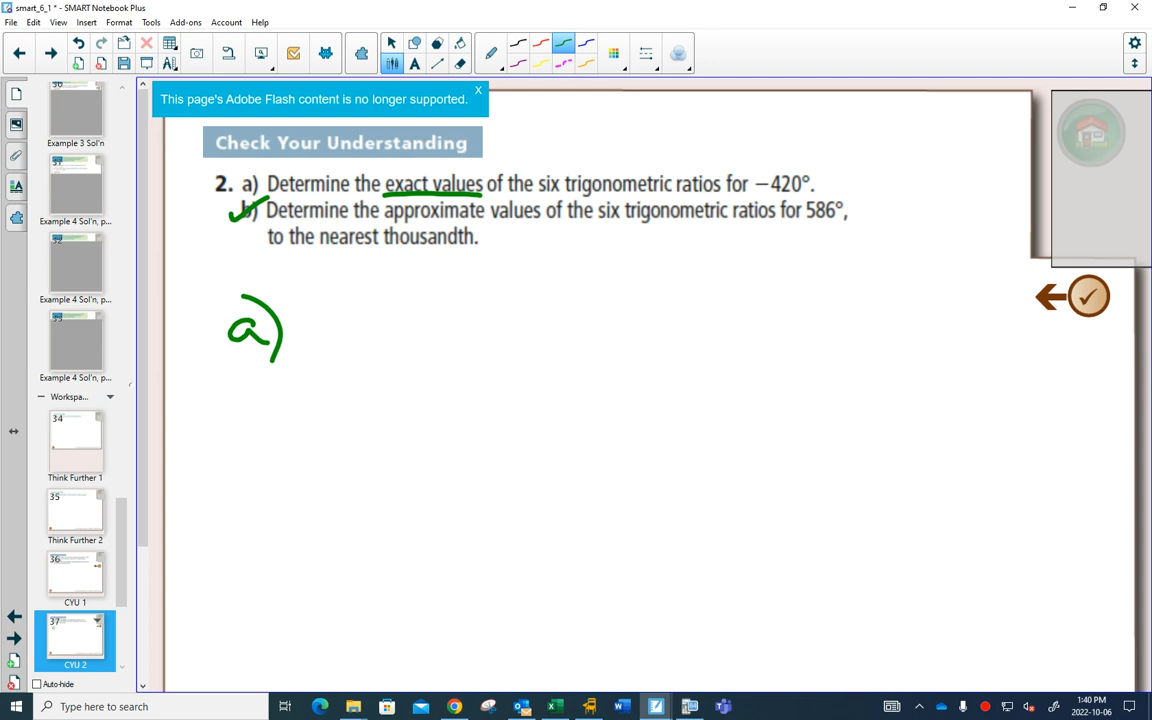 smart_6_1 * - SMART Notebook Plus
File Edit View Insert Format Tools Add-ons Account Help
This page's Adobe Flash content is no longer supported. X
Check Your Understanding
2. a) Determine the exact values of the six trigonometric ratios for −420°.
b) Determine the approximate values of the six trigonometric ratios for 586°,
to the nearest thousandth.
a)
30
Example 3 Sol'n
31
Example 4 Sol'n, p...
32
Example 4 Sol'n, p...
33
Example 4 Sol'n, p...
Workspa...
34
Think Further 1
35
Think Further 2
36
CYU 1
37
CYU 2
Auto-hide
Type here to search
1:40 PM
2022-10-06